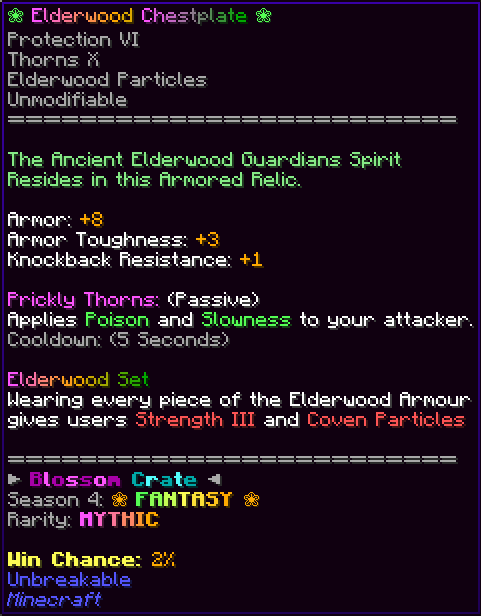 ❀ Elderwood Chestplate ❀
Protection VI
Thorns X
Elderwood Particles
Unmodifiable
============================
The Ancient Elderwood Guardians Spirit
Resides in this Armored Relic.
Armor: +8
Armor Toughness: +3
Knockback Resistance: +1
Prickly Thorns: (Passive)
Applies Poison and Slowness to your attacker.
Cooldown: (5 Seconds)
Elderwood Set
Wearing every piece of the Elderwood Armour
gives users Strength III and Coven Particles
============================
► Blossom Crate ◄
Season 4: ❀ FANTASY ❀
Rarity: MYTHIC
Win Chance: 2%
Unbreakable
Minecraft